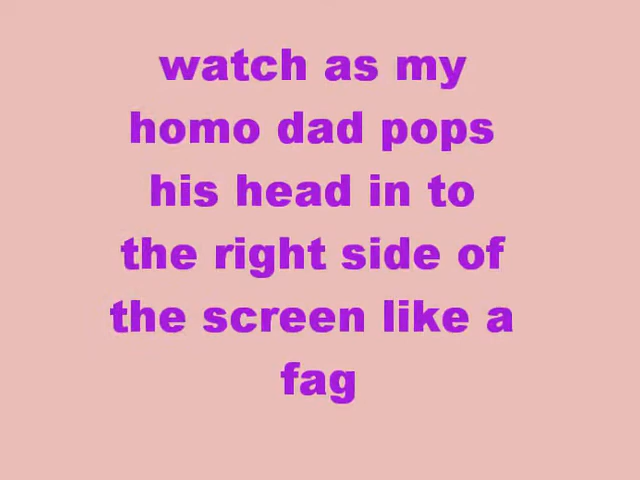 watch as my
homo dad pops
his head in to
the right side of
the screen like a
fag